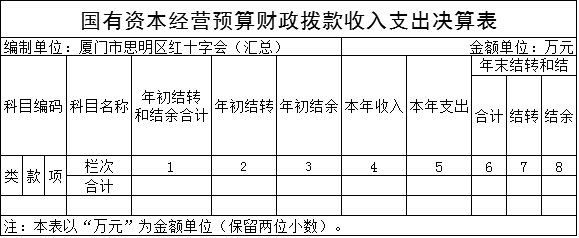 国有资本经营预算财政拨款收入支出决算表
编制单位：厦门市思明区红十字会（汇总） 金额单位：万元
科目编码 科目名称 年初结转和结余合计 年初结转 年初结余 本年收入 本年支出 年末结转和结
合计 结转 结余
类 款 项 栏次 1 2 3 4 5 6 7 8
合计
注：本表以“万元”为金额单位（保留两位小数）。